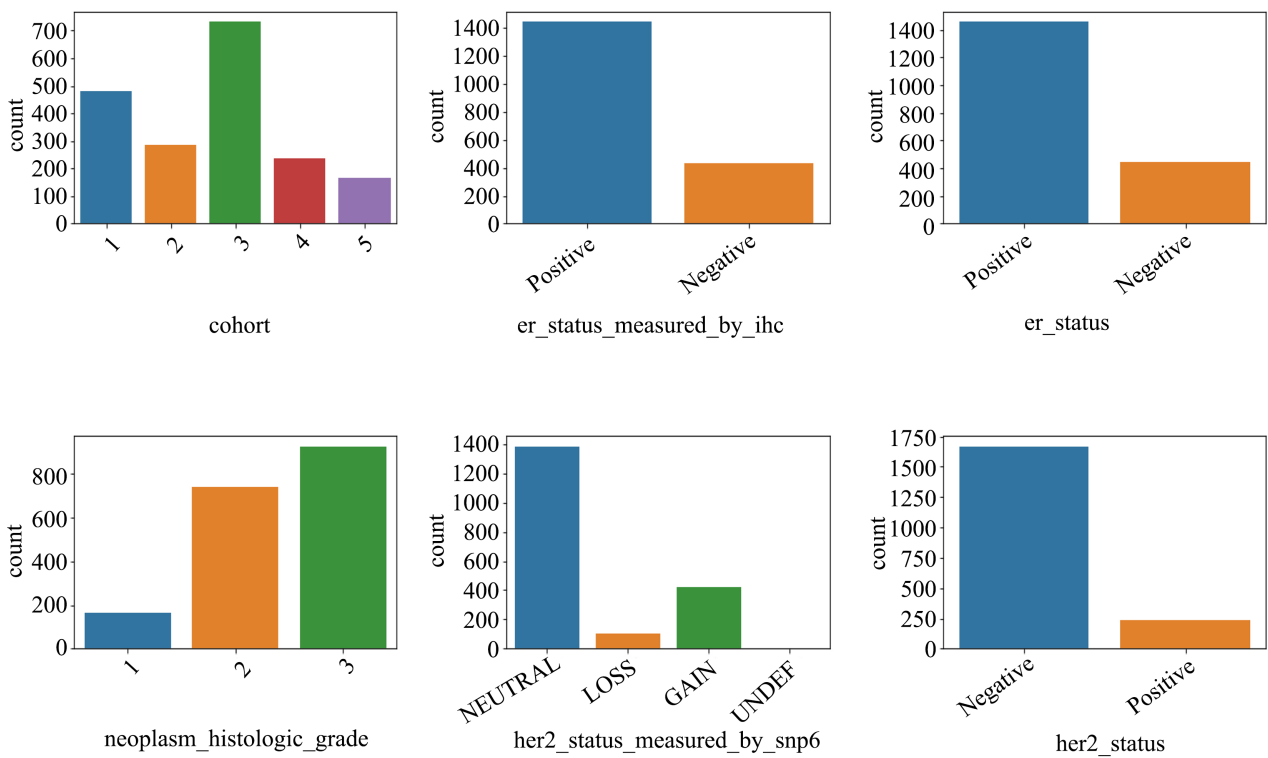 count
700
600
500
400
300
200
100
0
1 2 3 4 5
cohort
count
1400
1200
1000
800
600
400
200
0
Positive Negative
er_status_measured_by_ihc
count
1400
1200
1000
800
600
400
200
0
Positive Negative
er_status
count
800
600
400
200
0
1 2 3
neoplasm_histologic_grade
count
1400
1200
1000
800
600
400
200
0
NEUTRAL LOSS GAIN UNDEF
her2_status_measured_by_snp6
count
1750
1500
1250
1000
750
500
250
0
Negative Positive
her2_status